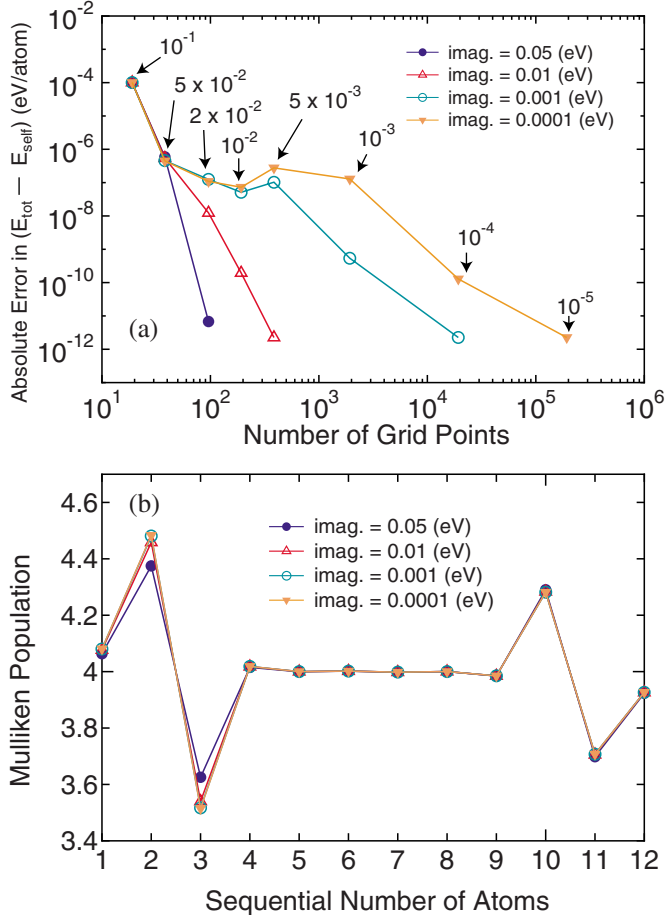 Absolute Error in (E_tot — E_self) (eV/atom)
10^-2
10^-4
10^-6
10^-8
10^-10
10^-12
10^-1
5 x 10^-2
2 x 10^-2
10^-2
5 x 10^-3
10^-3
10^-4
10^-5
imag. = 0.05 (eV)
imag. = 0.01 (eV)
imag. = 0.001 (eV)
imag. = 0.0001 (eV)
(a)
10^1 10^2 10^3 10^4 10^5 10^6
Number of Grid Points
Mulliken Population
4.6
4.4
4.2
4
3.8
3.6
3.4
(b)
imag. = 0.05 (eV)
imag. = 0.01 (eV)
imag. = 0.001 (eV)
imag. = 0.0001 (eV)
1 2 3 4 5 6 7 8 9 10 11 12
Sequential Number of Atoms